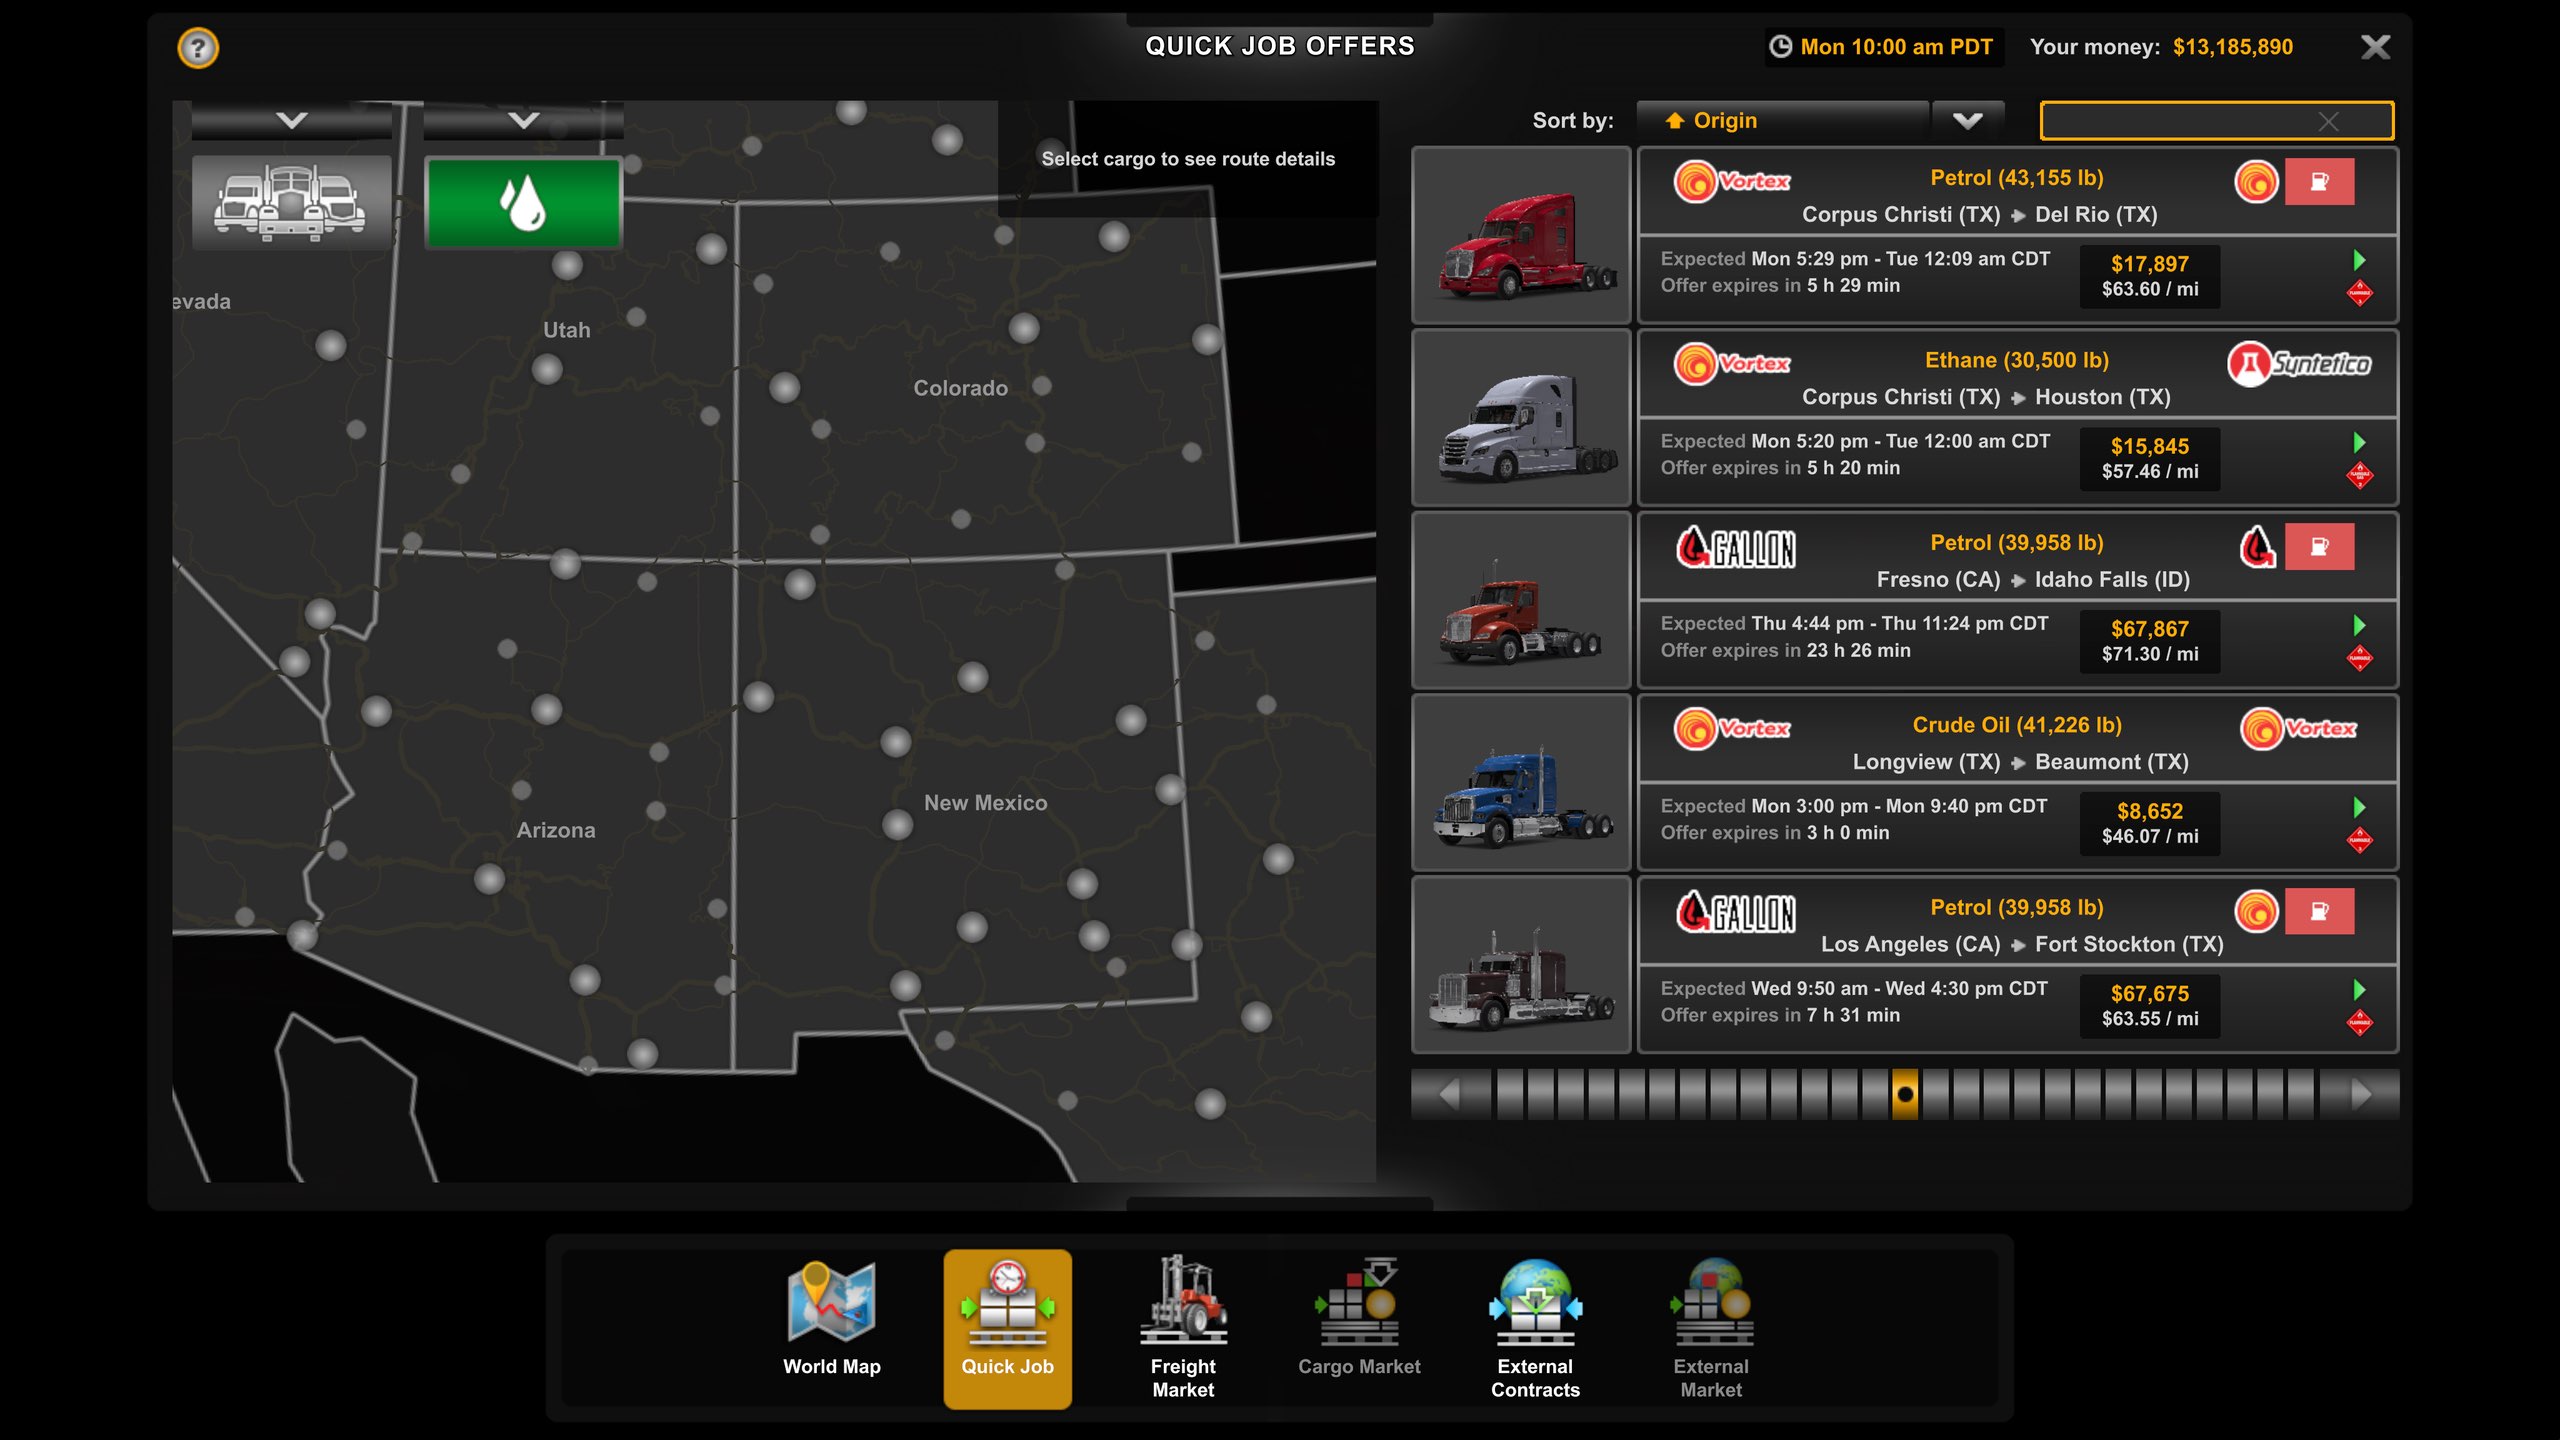 QUICK JOB OFFERS
Mon 10:00 am PDT
Your money: $13,185,890
Select cargo to see route details
evada
Utah
Colorado
Arizona
New Mexico
Sort by:
Origin
Vortex
Petrol (43,155 lb)
Corpus Christi (TX) Del Rio (TX)
Expected Mon 5:29 pm - Tue 12:09 am CDT
Offer expires in 5 h 29 min
$17,897
$63.60 / mi
Vortex
Ethane (30,500 lb)
Syntetico
Corpus Christi (TX) Houston (TX)
Expected Mon 5:20 pm - Tue 12:00 am CDT
Offer expires in 5 h 20 min
$15,845
$57.46 / mi
GALLON
Petrol (39,958 lb)
Fresno (CA) Idaho Falls (ID)
Expected Thu 4:44 pm - Thu 11:24 pm CDT
Offer expires in 23 h 26 min
$67,867
$71.30 / mi
Vortex
Crude Oil (41,226 lb)
Vortex
Longview (TX) Beaumont (TX)
Expected Mon 3:00 pm - Mon 9:40 pm CDT
Offer expires in 3 h 0 min
$8,652
$46.07 / mi
GALLON
Petrol (39,958 lb)
Los Angeles (CA) Fort Stockton (TX)
Expected Wed 9:50 am - Wed 4:30 pm CDT
Offer expires in 7 h 31 min
$67,675
$63.55 / mi
World Map
Quick Job
Freight
Market
Cargo Market
External
Contracts
External
Market